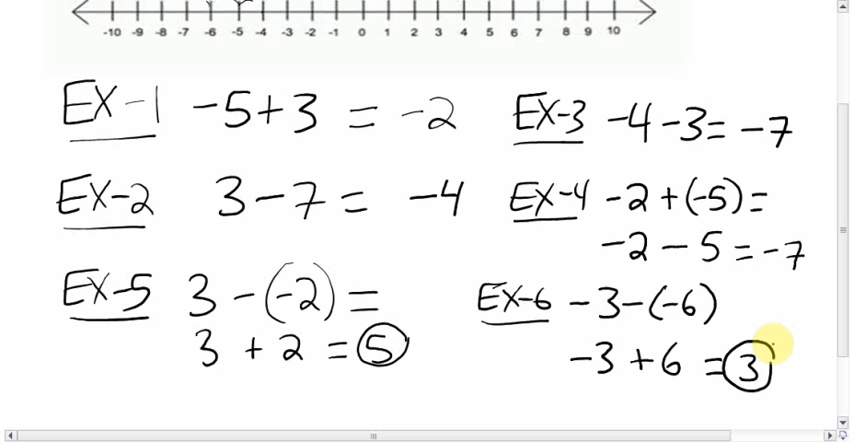 -10 -9 -8 -7 -6 -5 -4 -3 -2 -1 0 1 2 3 4 5 6 7 8 9 10
EX-1 -5+3 = -2
EX-3 -4-3=-7
EX-2 3-7= -4
EX-4 -2+(-5)=
-2-5=-7
EX-5 3-(-2)=
3+2=5
EX-6 -3-(-6)
-3+6=3